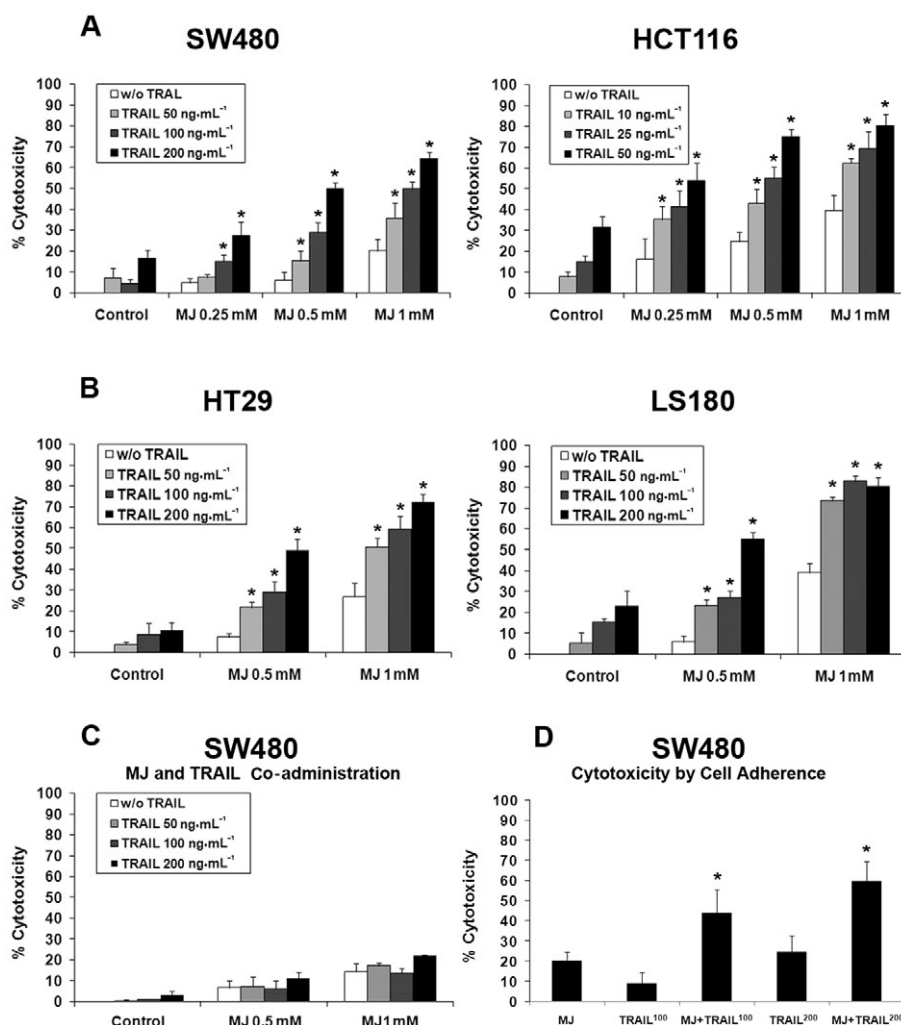 A
SW480
% Cytotoxicity
100
90
80
70
60
50
40
30
20
10
0
w/o TRAL
TRAIL 50 ng·mL⁻¹
TRAIL 100 ng·mL⁻¹
TRAIL 200 ng·mL⁻¹
* * * * * * * *
Control MJ 0.25 mM MJ 0.5 mM MJ 1 mM
HCT116
% Cytotoxicity
100
90
80
70
60
50
40
30
20
10
0
w/o TRAIL
TRAIL 10 ng·mL⁻¹
TRAIL 25 ng·mL⁻¹
TRAIL 50 ng·mL⁻¹
* * * * * * * * *
Control MJ 0.25 mM MJ 0.5 mM MJ 1 mM
B
HT29
% Cytotoxicity
100
90
80
70
60
50
40
30
20
10
0
w/o TRAIL
TRAIL 50 ng·mL⁻¹
TRAIL 100 ng·mL⁻¹
TRAIL 200 ng·mL⁻¹
* * * * * *
Control MJ 0.5 mM MJ 1 mM
LS180
% Cytotoxicity
100
90
80
70
60
50
40
30
20
10
0
w/o TRAIL
TRAIL 50 ng·mL⁻¹
TRAIL 100 ng·mL⁻¹
TRAIL 200 ng·mL⁻¹
* * * * * *
Control MJ 0.5 mM MJ 1 mM
C
SW480
MJ and TRAIL Co-administration
% Cytotoxicity
100
90
80
70
60
50
40
30
20
10
0
w/o TRAIL
TRAIL 50 ng·mL⁻¹
TRAIL 100 ng·mL⁻¹
TRAIL 200 ng·mL⁻¹
Control MJ 0.5 mM MJ1mM
D
SW480
Cytotoxicity by Cell Adherence
% Cytotoxicity
100
90
80
70
60
50
40
30
20
10
0
* *
MJ TRAIL¹⁰⁰ MJ+TRAIL¹⁰⁰ TRAIL²⁰⁰ MJ+TRAIL²⁰⁰